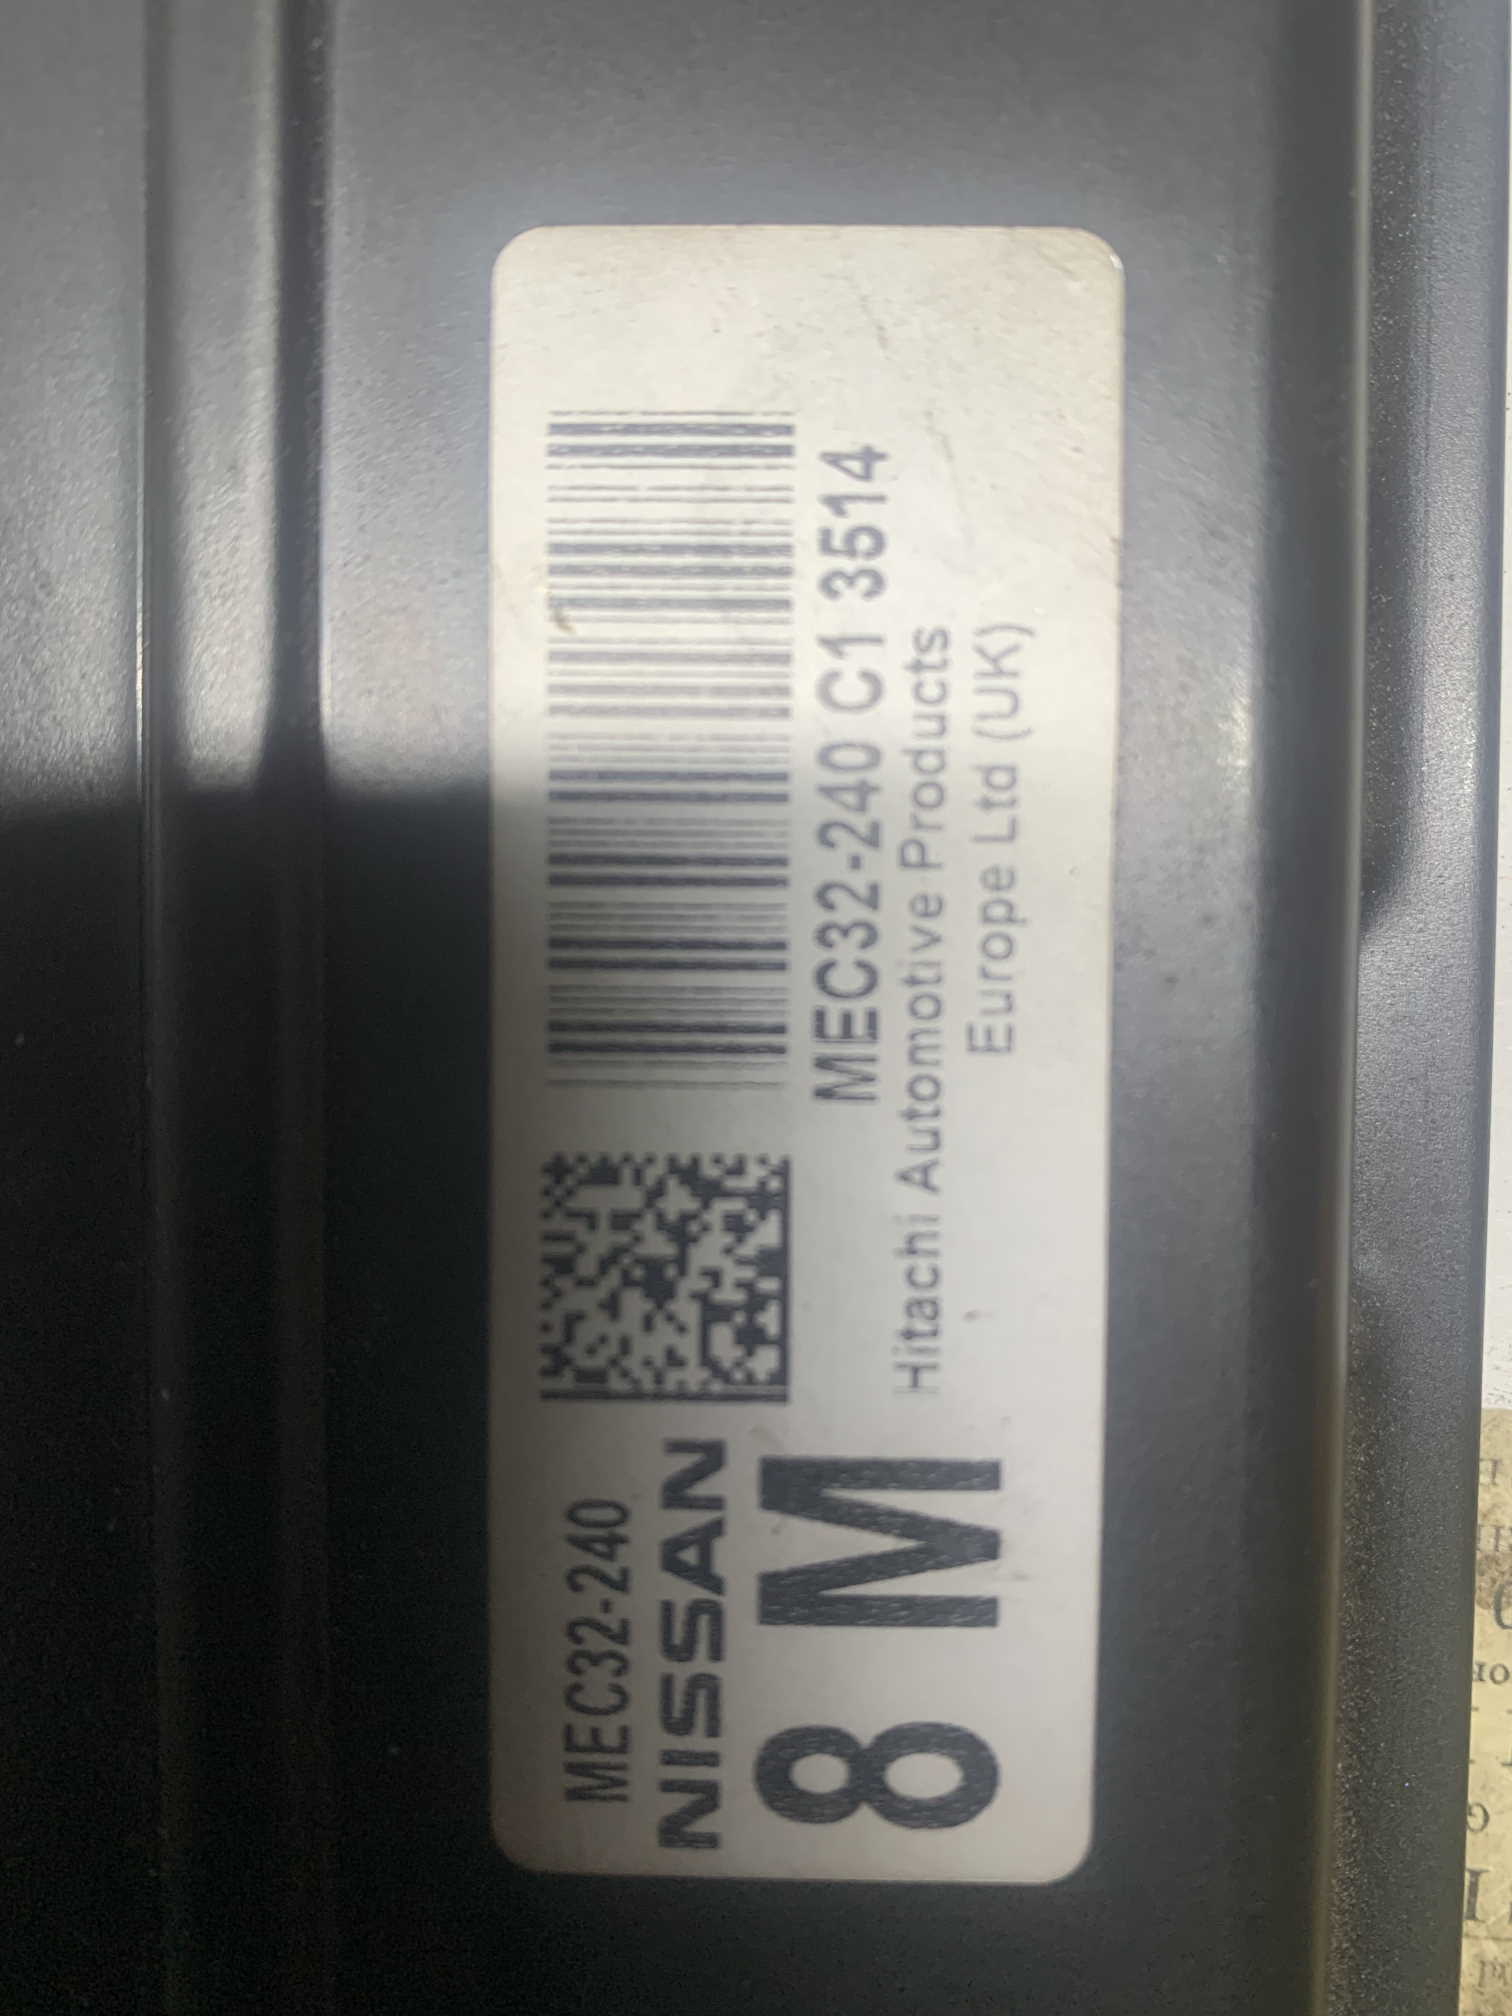 MEC32-240
NISSAN
8 M
MEC32-240 C1 3514
Hitachi Automotive Products
Europe Ltd (UK)